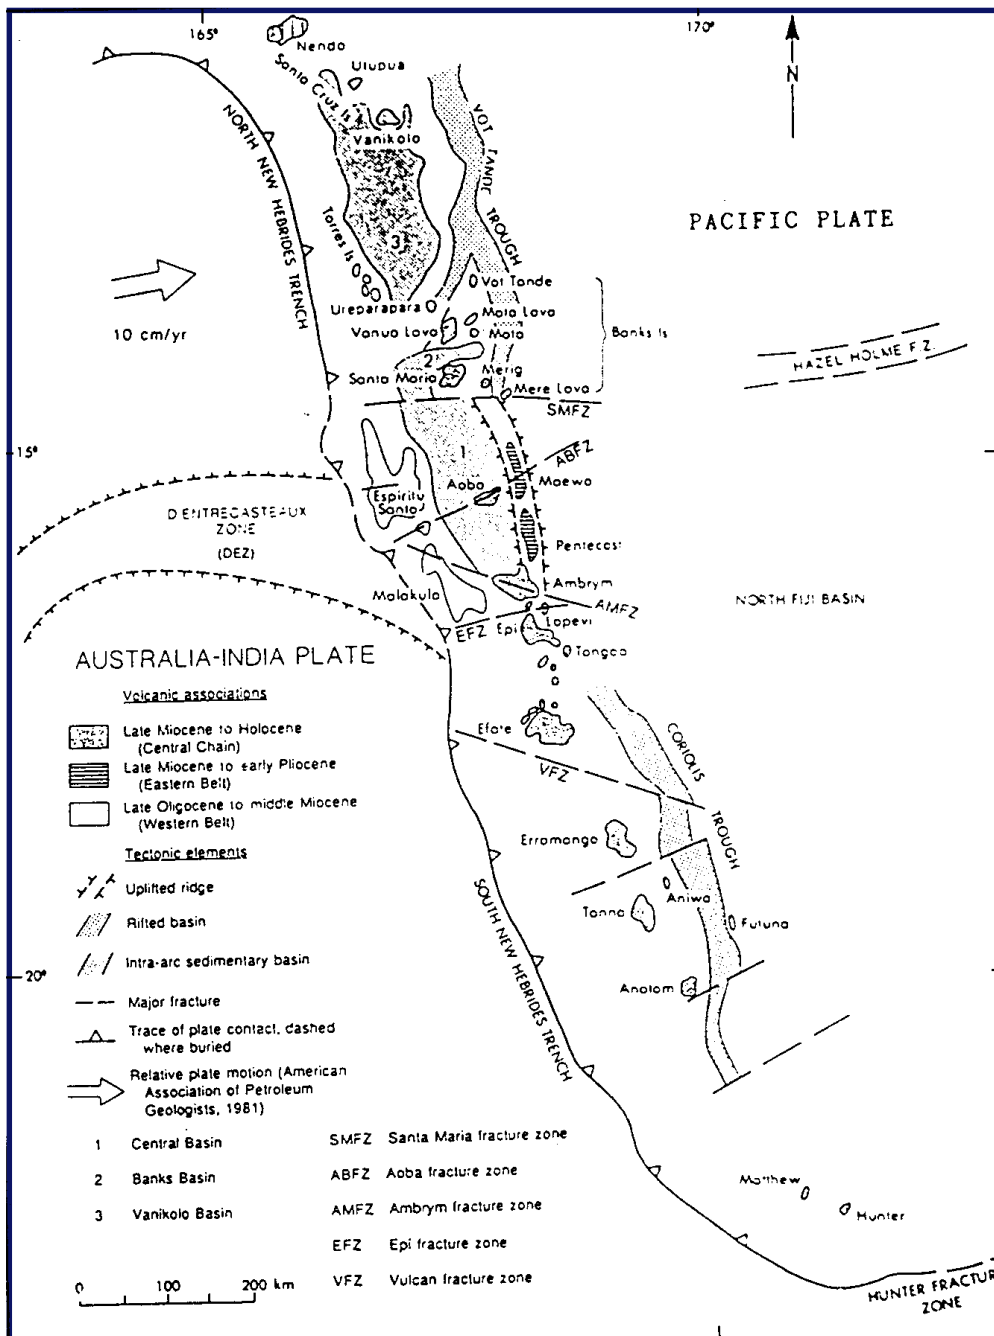 165°
170°
Nendo
Utupua
Santa Cruz Is
Vanikolo
VOT TANDE TROUGH
N
NORTH NEW HEBRIDES TRENCH
PACIFIC PLATE
Torres Is
3
10 cm/yr
Ureparapara
Vot Tande
Vanua Lava
Mota Lava
Mota
Banks Is
2
Santa Maria
Merig
Mere Lava
HAZEL HOLME F.Z.
SMFZ
15°
1
ABFZ
Aoba
Maewo
Espiritu
Santo
D'ENTRECASTEAUX
ZONE
(DEZ)
Pentecost
Malakula
Ambrym
AMFZ
NORTH FIJI BASIN
EFZ
Epi
Lopevi
Tongoa
AUSTRALIA-INDIA PLATE
Volcanic associations
Late Miocene to Holocene
(Central Chain)
Late Miocene to early Pliocene
(Eastern Belt)
Late Oligocene to middle Miocene
(Western Belt)
Efate
VFZ
CORIOLIS TROUGH
Erromango
Tectonic elements
Uplifted ridge
Rifted basin
Intra-arc sedimentary basin
Major fracture
Trace of plate contact, dashed
where buried
Relative plate motion (American
Association of Petroleum
Geologists, 1981)
Aniwa
Tanna
Futuna
SOUTH NEW HEBRIDES TRENCH
20°
Anatom
1 Central Basin
2 Banks Basin
3 Vanikolo Basin
SMFZ Santa Maria fracture zone
ABFZ Aoba fracture zone
AMFZ Ambrym fracture zone
EFZ Epi fracture zone
VFZ Vulcan fracture zone
Matthew
Hunter
0 100 200 km
HUNTER FRACTURE
ZONE